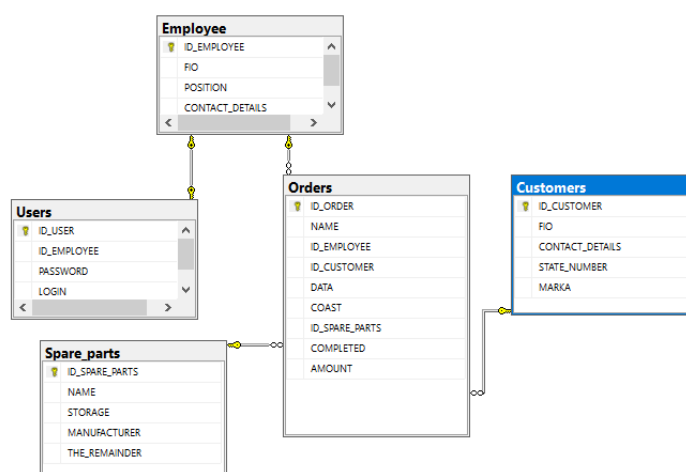 Employee
ID_EMPLOYEE
FIO
POSITION
CONTACT_DETAILS
Users
ID_USER
ID_EMPLOYEE
PASSWORD
LOGIN
Orders
ID_ORDER
NAME
ID_EMPLOYEE
ID_CUSTOMER
DATA
COAST
ID_SPARE_PARTS
COMPLETED
AMOUNT
Customers
ID_CUSTOMER
FIO
CONTACT_DETAILS
STATE_NUMBER
MARKA
Spare_parts
ID_SPARE_PARTS
NAME
STORAGE
MANUFACTURER
THE_REMAINDER